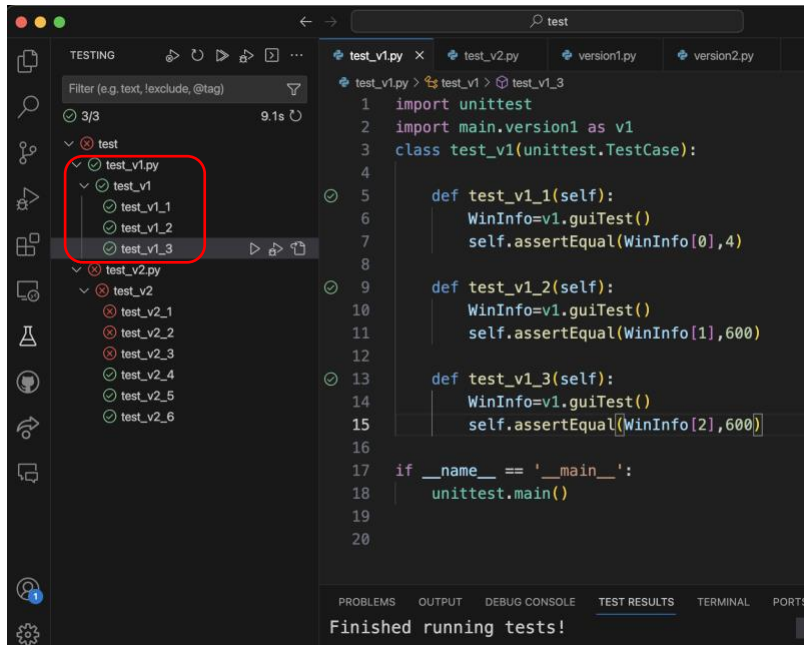 test
TESTING
Filter (e.g. text, !exclude, @tag)
3/3 9.1s
test
test_v1.py
test_v1
test_v1_1
test_v1_2
test_v1_3
test_v2.py
test_v2
test_v2_1
test_v2_2
test_v2_3
test_v2_4
test_v2_5
test_v2_6
1
test_v1.py test_v2.py version1.py version2.py
test_v1.py > test_v1 > test_v1_3
1 import unittest
2 import main.version1 as v1
3 class test_v1(unittest.TestCase):
4
5 def test_v1_1(self):
6 WinInfo=v1.guiTest()
7 self.assertEqual(WinInfo[0],4)
8
9 def test_v1_2(self):
10 WinInfo=v1.guiTest()
11 self.assertEqual(WinInfo[1],600)
12
13 def test_v1_3(self):
14 WinInfo=v1.guiTest()
15 self.assertEqual(WinInfo[2],600)
16
17 if __name__ == '__main__':
18 unittest.main()
19
20
PROBLEMS OUTPUT DEBUG CONSOLE TEST RESULTS TERMINAL PORTS
Finished running tests!